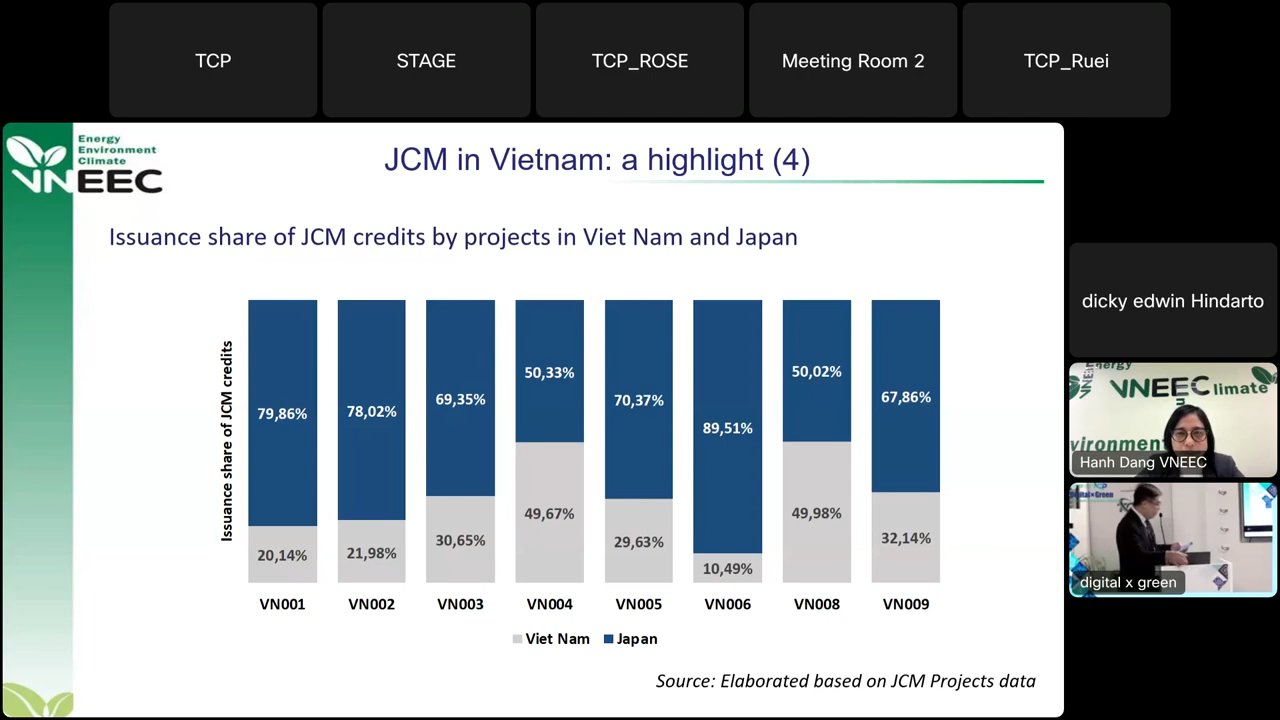 TCP
STAGE
TCP_ROSE
Meeting Room 2
TCP_Ruei
Energy
Environment
Climate
VNEEC
JCM in Vietnam: a highlight (4)
Issuance share of JCM credits by projects in Viet Nam and Japan
Issuance share of JCM credits
79,86%
78,02%
69,35%
50,33%
70,37%
89,51%
50,02%
67,86%
20,14%
21,98%
30,65%
49,67%
29,63%
10,49%
49,98%
32,14%
VN001
VN002
VN003
VN004
VN005
VN006
VN008
VN009
Viet Nam
Japan
Source: Elaborated based on JCM Projects data
dicky edwin Hindarto
VNEEC
Hanh Dang VNEEC
digital x green